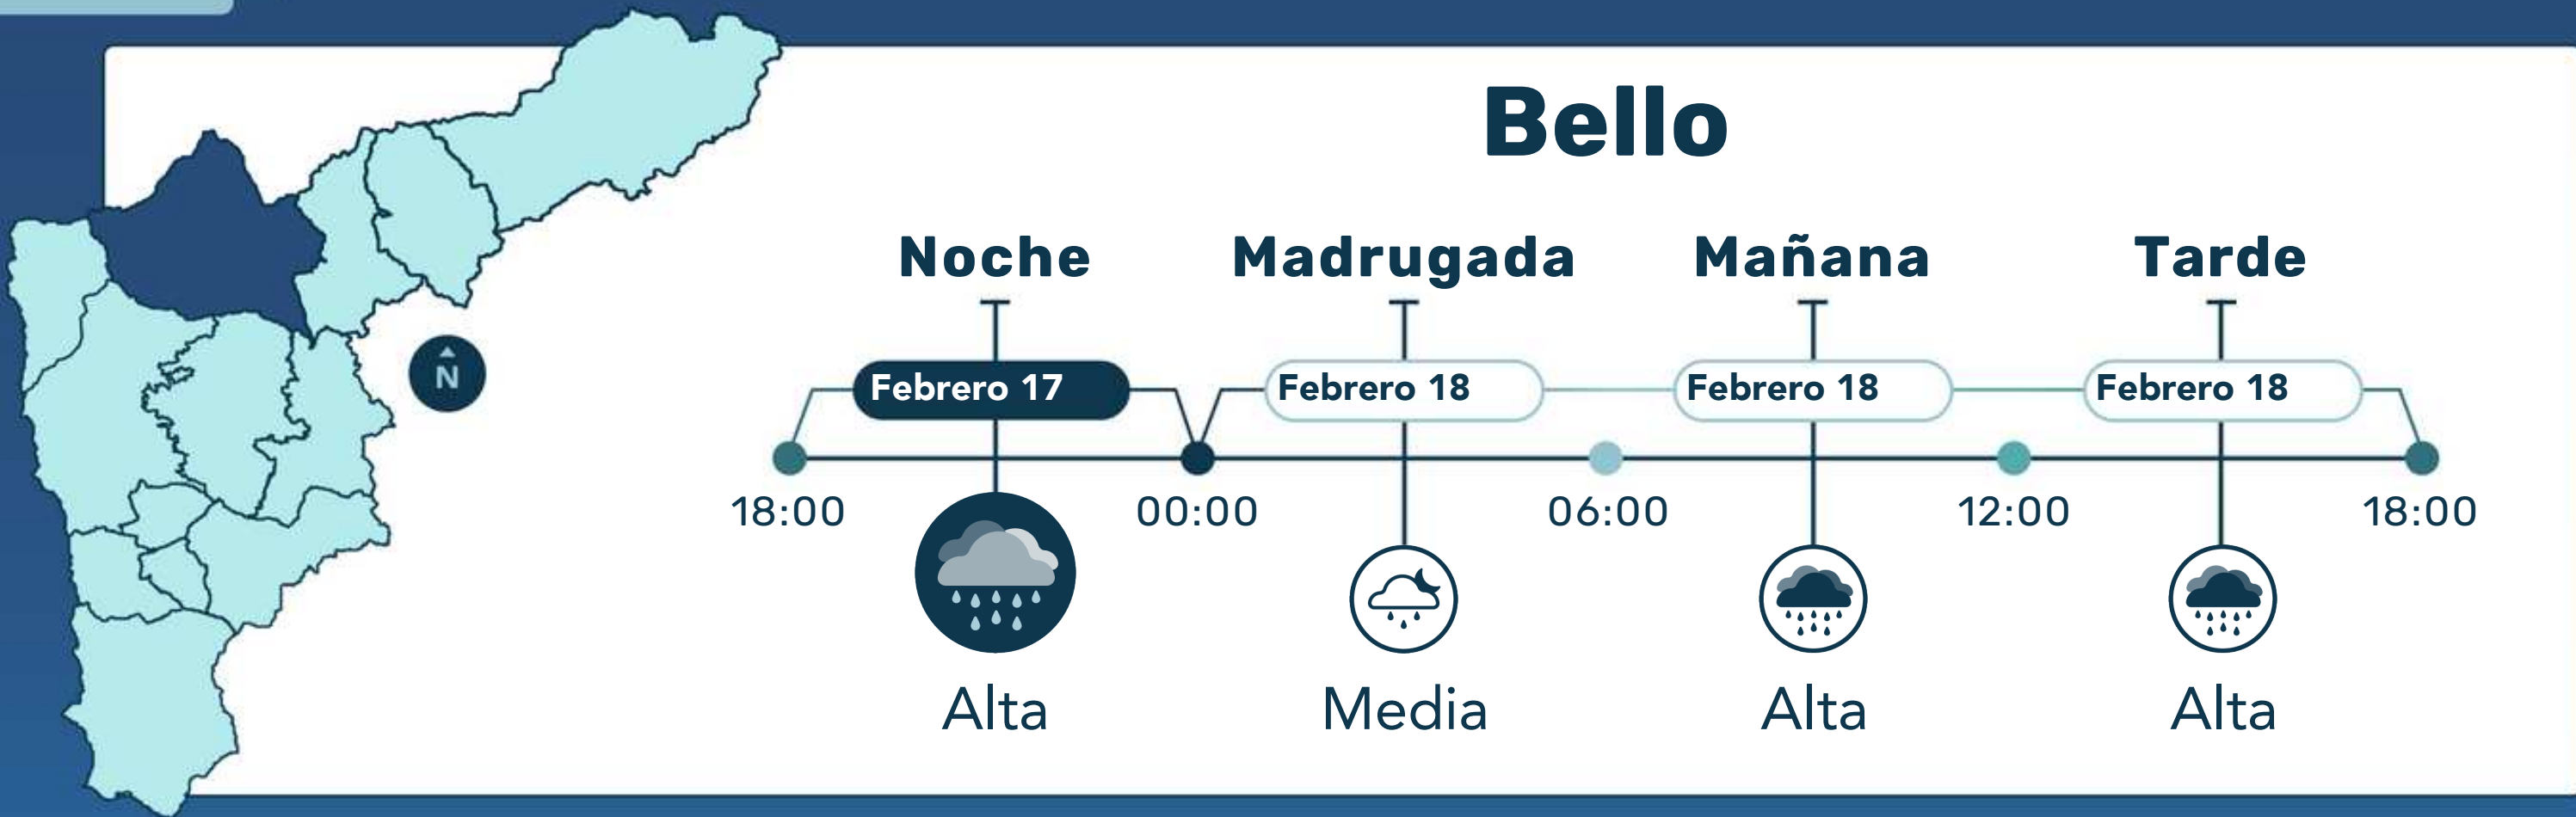 Bello
Noche Madrugada Mañana Tarde
Febrero 17 Febrero 18 Febrero 18 Febrero 18
18:00 00:00 06:00 12:00 18:00
Alta Media Alta Alta
N